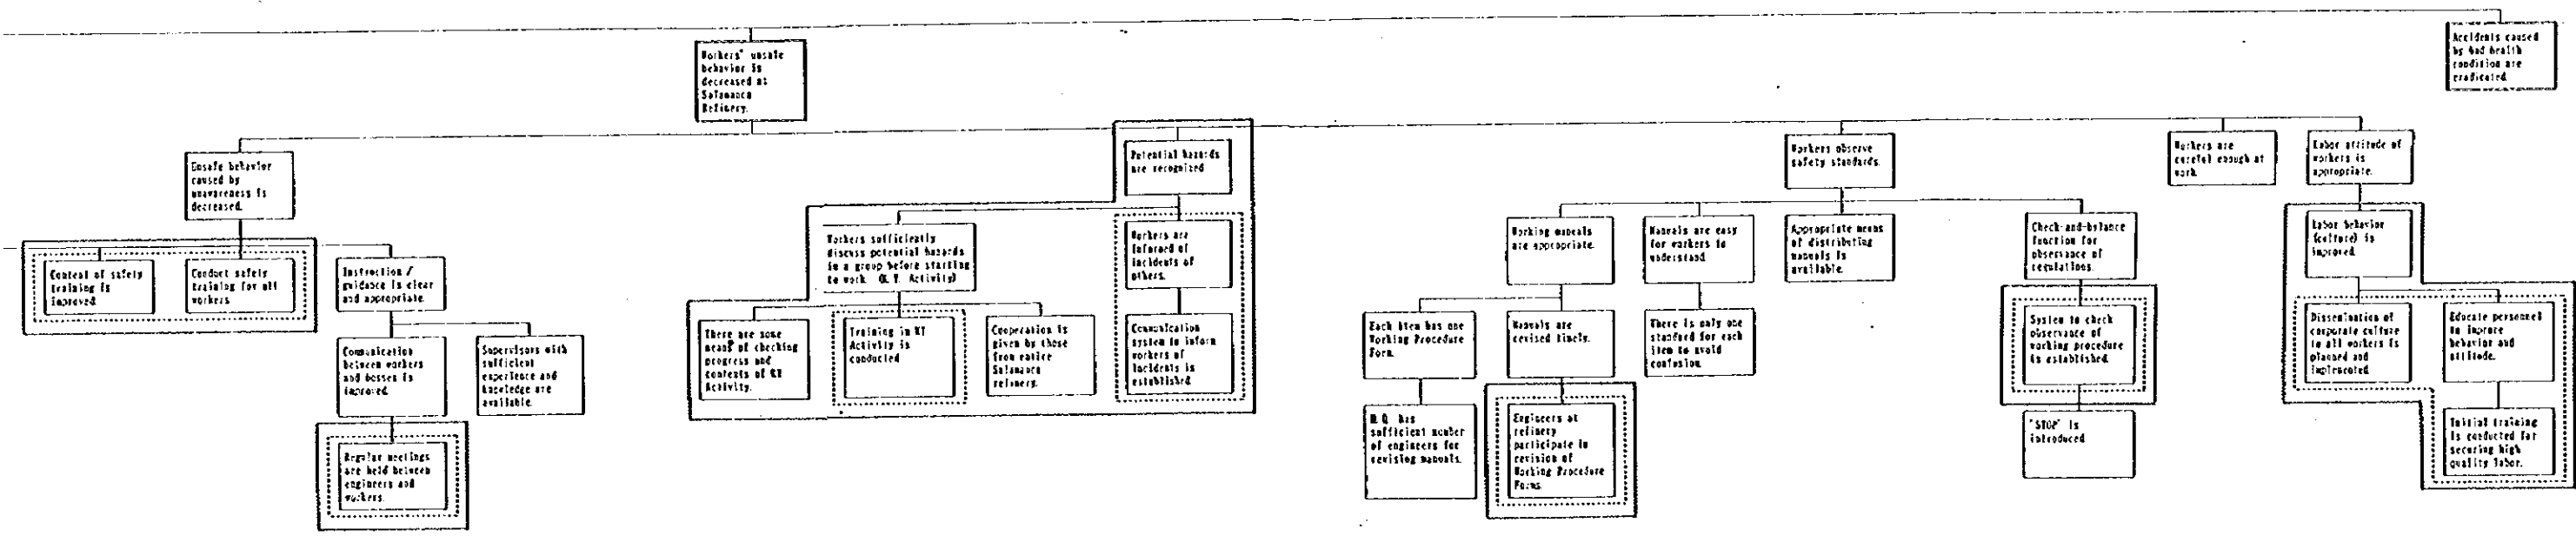 Workers' unsafe
behavior is
decreased at
Salamanca
Refinery.
Accidents caused
by bad health
condition are
eradicated.
Unsafe behavior
caused by
unawareness is
decreased.
Potential hazards
are recognized
Workers observe
safety standards.
Workers are
careful enough at
work.
Labor attitude of
workers is
appropriate.
Content of safety
training is
improved.
Conduct safety
training for all
workers.
Instruction /
guidance is clear
and appropriate.
Workers sufficiently
discuss potential hazards
in a group before starting
to work. (K.Y. Activity)
Workers are
informed of
incidents of
others.
Working manuals
are appropriate.
Manuals are easy
for workers to
understand.
Appropriate means
of distributing
manuals is
available.
Check-and-balance
function for
observance of
regulations.
Labor behavior
(culture) is
improved.
Communication
between workers
and bosses is
improved.
Supervisors with
sufficient
experience and
knowledge are
available.
There are some
means of checking
progress and
contents of KY
Activity.
Training in KY
Activity is
conducted
Cooperation is
given by those
from entire
Salamanca
refinery.
Communication
system to inform
workers of
incidents is
established.
Each item has one
Working Procedure
Form.
Manuals are
revised timely.
There is only one
standard for each
item to avoid
confusion.
System to check
observance of
working procedure
is established.
Dissemination of
corporate culture
to all workers is
planned and
implemented.
Educate personnel
to improve
behavior and
attitude.
Regular meetings
are held between
engineers and
workers.
H.Q. has
sufficient number
of engineers for
revising manuals.
Engineers at
refinery
participate in
revision of
Working Procedure
Forms.
"STOP" is
introduced.
Initial training
is conducted for
securing high
quality labor.